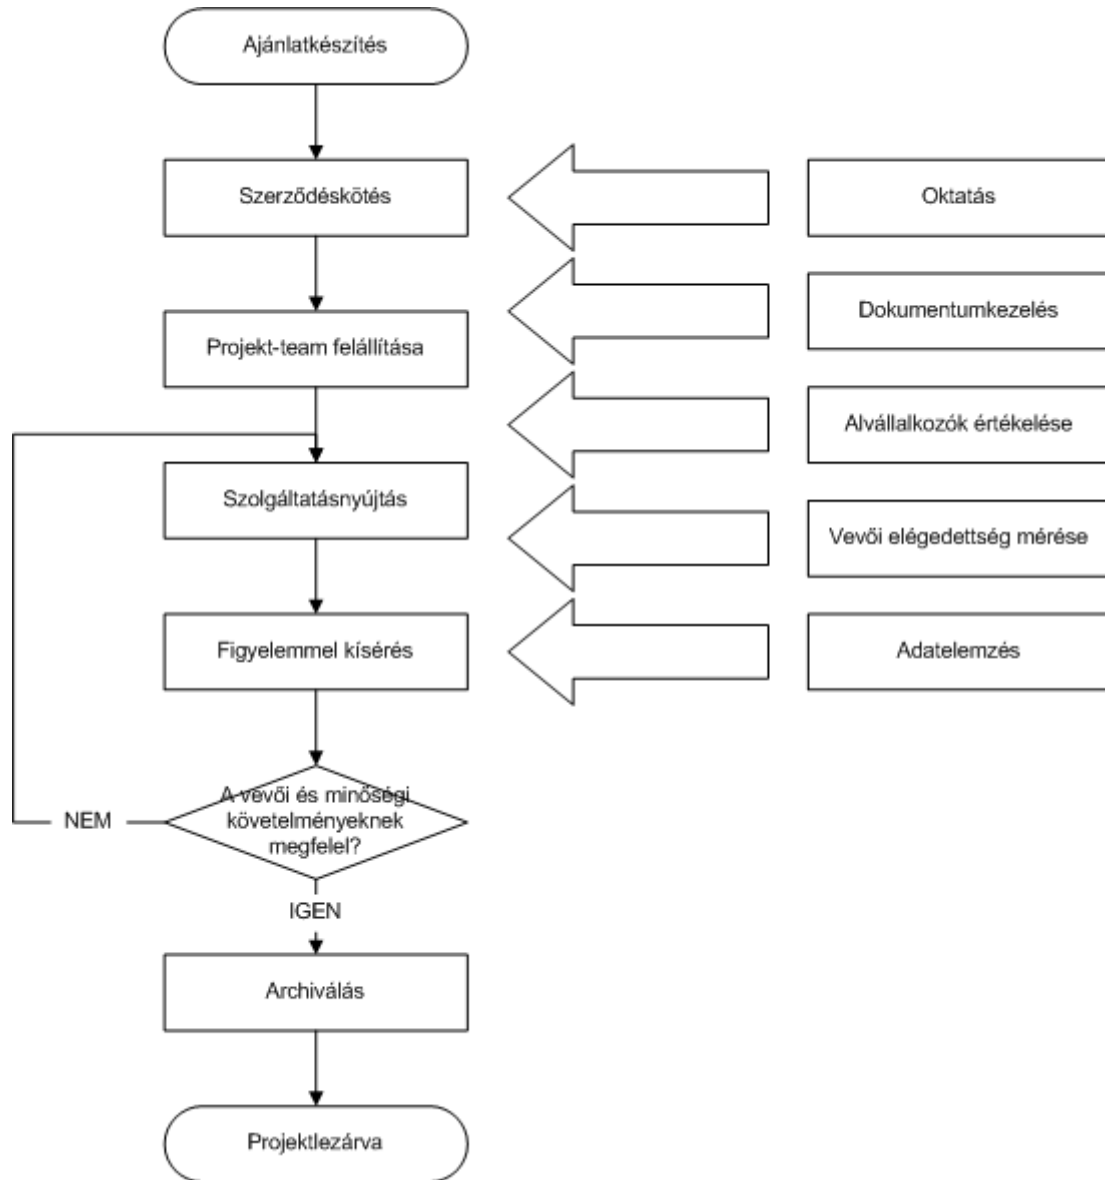 Ajánlatkészítés
Szerződéskötés
Oktatás
Dokumentumkezelés
Projekt-team felállítása
Alvállalkozók értékelése
Szolgáltatásnyújtás
Vevői elégedettség mérése
Figyelemmel kísérés
Adatelemzés
A vevői és minőségi
követelményeknek
megfelel?
NEM
IGEN
Archiválás
Projektlezárva